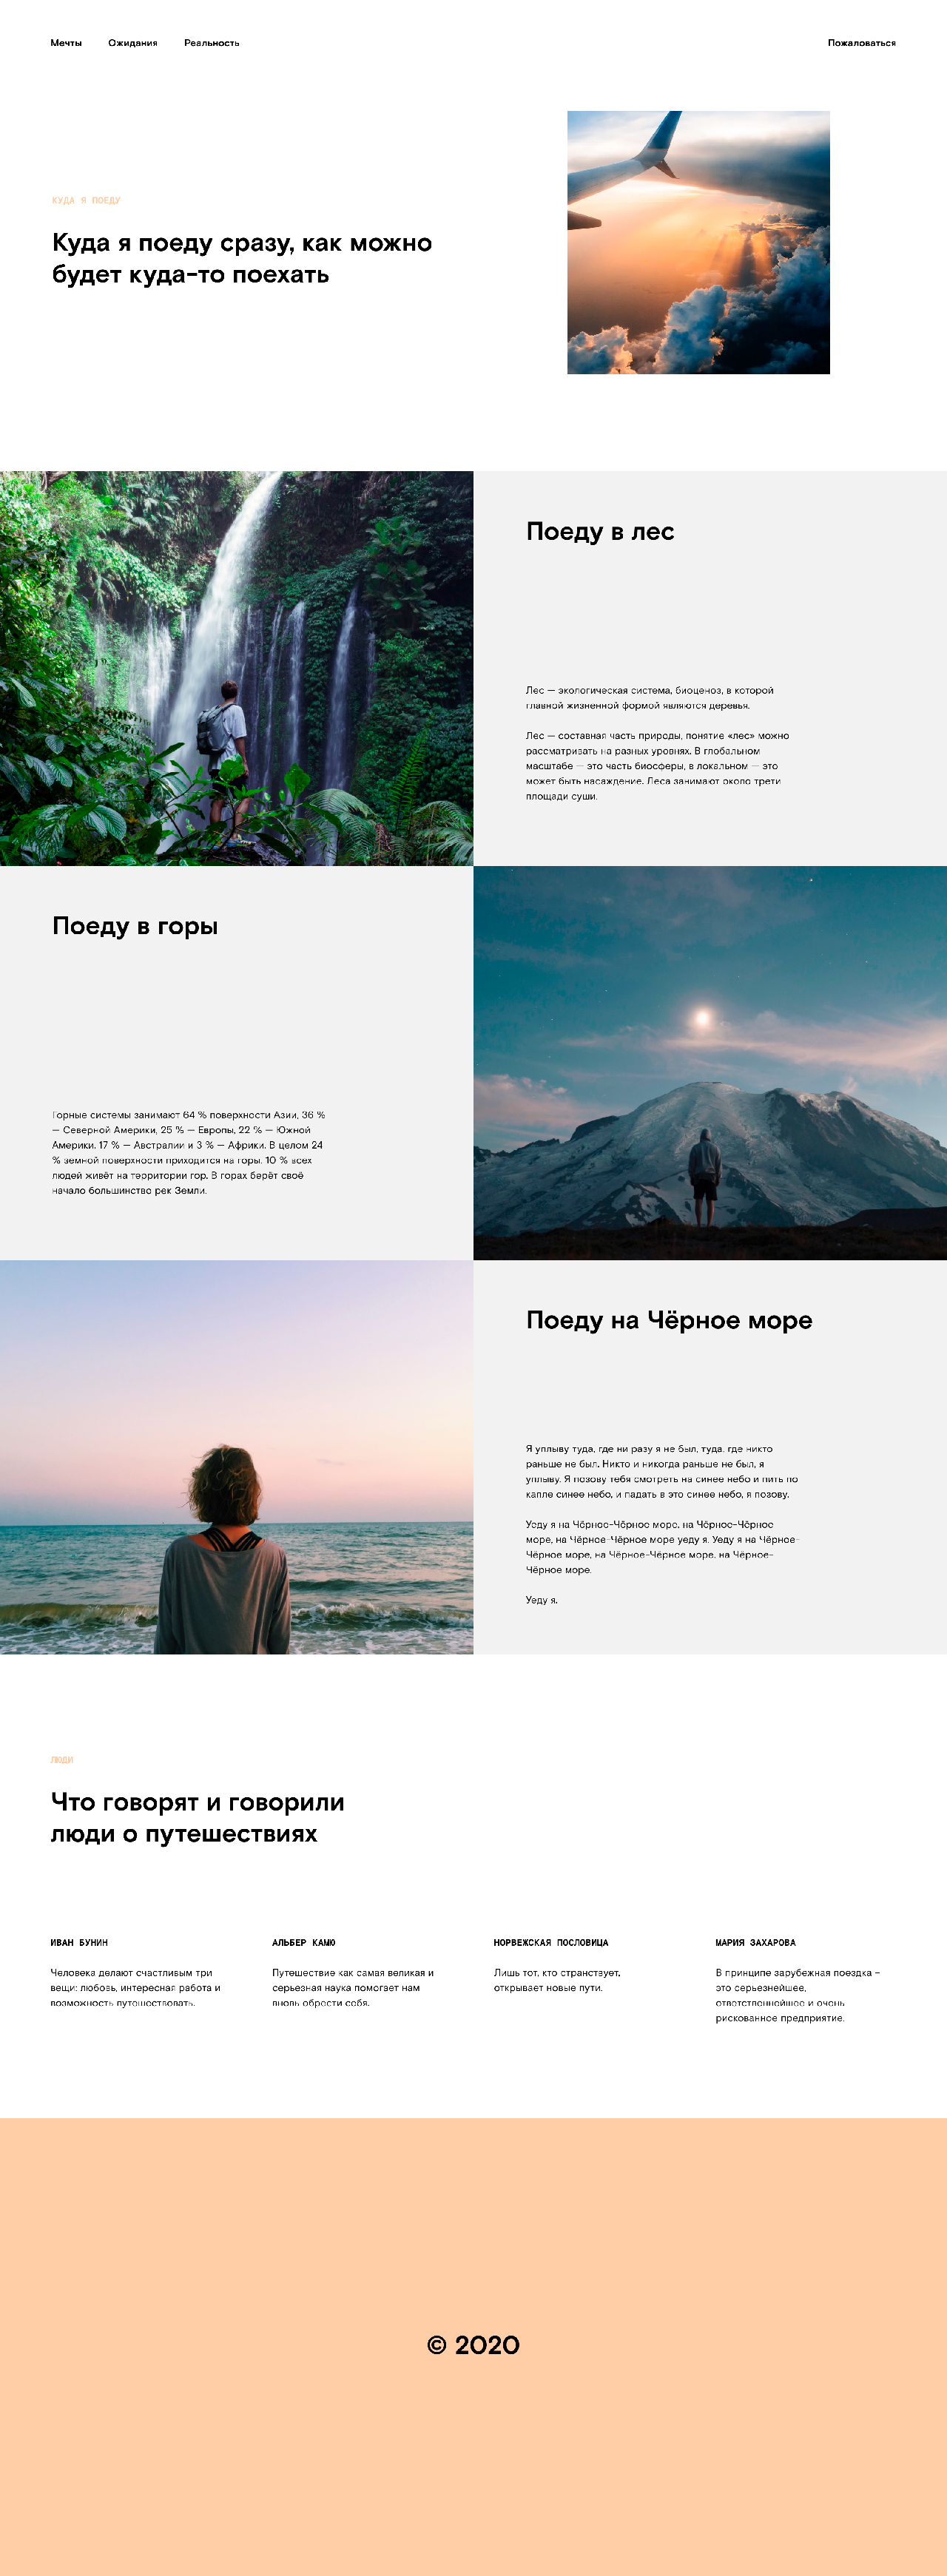 Мечты Ожидания Реальность Пожаловаться
КУДА Я ПОЕДУ
Куда я поеду сразу, как можно
будет куда-то поехать
Поеду в лес
Лес — экологическая система, биоценоз, в которой
главной жизненной формой являются деревья.
Лес — составная часть природы, понятие «лес» можно
рассматривать на разных уровнях. В глобальном
масштабе — это часть биосферы, в локальном — это
может быть насаждение. Леса занимают около трети
площади суши.
Поеду в горы
Горные системы занимают 64 % поверхности Азии, 36 %
— Северной Америки, 25 % — Европы, 22 % — Южной
Америки, 17 % — Австралии и 3 % — Африки. В целом 24
% земной поверхности приходится на горы. 10 % всех
людей живёт на территории гор. В горах берёт своё
начало большинство рек Земли.
Поеду на Чёрное море
Я уплыву туда, где ни разу я не был, туда, где никто
раньше не был. Никто и никогда раньше не был, я
уплыву. Я позову тебя смотреть на синее небо и пить по
капле синее небо, и падать в это синее небо, я позову.
Уеду я на Чёрное-Чёрное море, на Чёрное-Чёрное
море, на Чёрное-Чёрное море уеду я. Уеду я на Чёрное-
Чёрное море, на Чёрное-Чёрное море, на Чёрное-
Чёрное море.
Уеду я.
ЛЮДИ
Что говорят и говорили
люди о путешествиях
ИВАН БУНИН
Человека делают счастливым три
вещи: любовь, интересная работа и
возможность путешествовать.
АЛЬБЕР КАМЮ
Путешествие как самая великая и
серьезная наука помогает нам
вновь обрести себя.
НОРВЕЖСКАЯ ПОСЛОВИЦА
Лишь тот, кто странствует,
открывает новые пути.
МАРИЯ ЗАХАРОВА
В принципе зарубежная поездка –
это серьезнейшее,
ответственнейшее и очень
рискованное предприятие.
© 2020